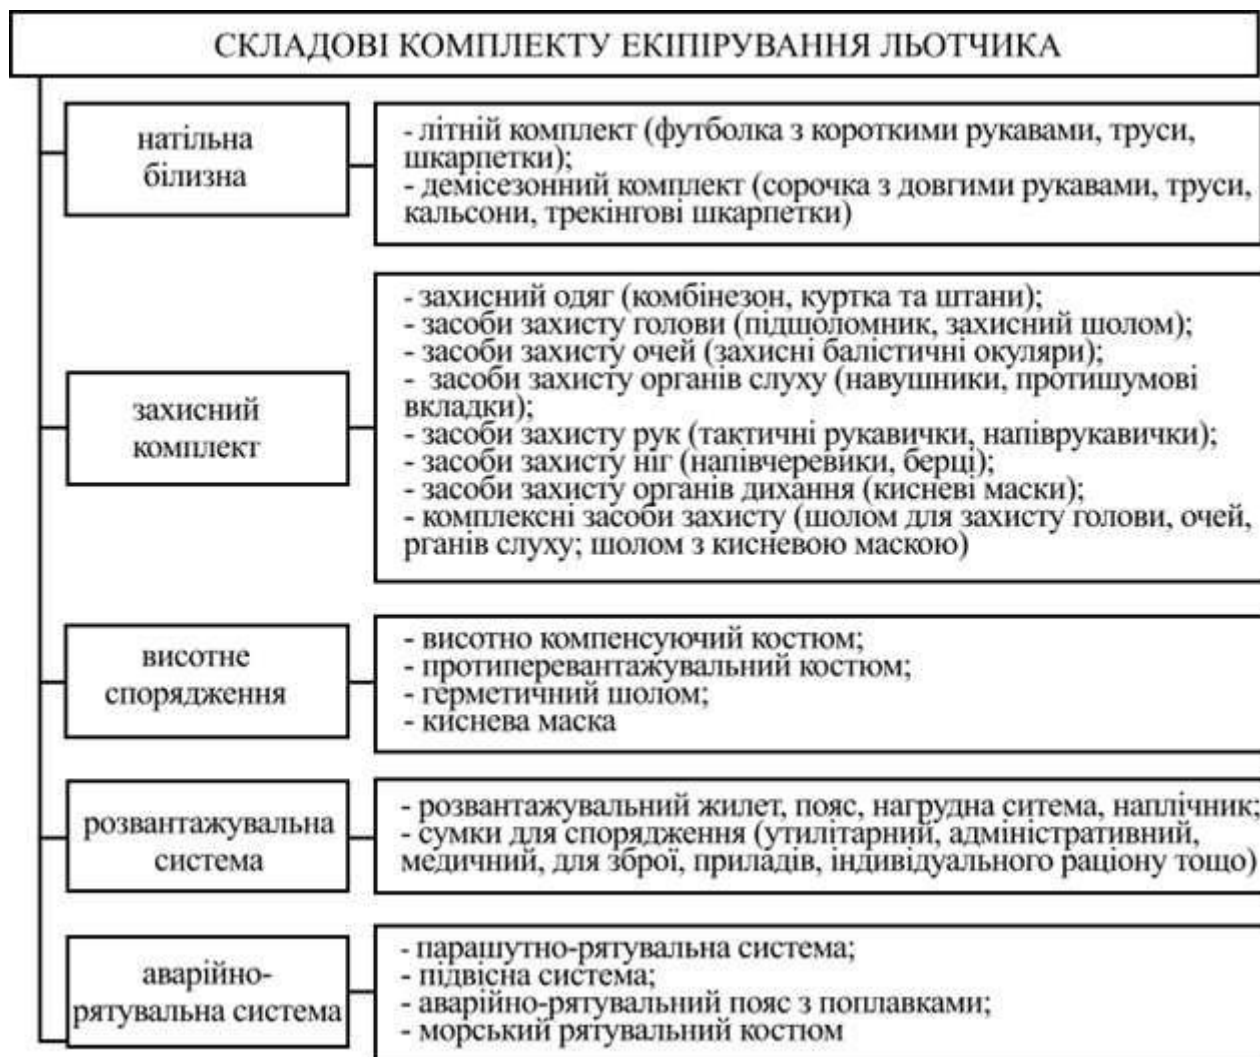 СКЛАДОВІ КОМПЛЕКТУ ЕКІПІРУВАННЯ ЛЬОТЧИКА
натільна
білизна
- літній комплект (футболка з короткими рукавами, труси,
шкарпетки);
- демісезонний комплект (сорочка з довгими рукавами, труси,
кальсони, трекінгові шкарпетки)
захисний
комплект
- захисний одяг (комбінезон, куртка та штани);
- засоби захисту голови (підшоломник, захисний шолом);
- засоби захисту очей (захисні балістичні окуляри);
- засоби захисту органів слуху (навушники, протишумові
вкладки);
- засоби захисту рук (тактичні рукавички, напіврукавички);
- засоби захисту ніг (напівчеревики, берці);
- засоби захисту органів дихання (кисневі маски);
- комплексні засоби захисту (шолом для захисту голови, очей,
рганів слуху; шолом з кисневою маскою)
висотне
спорядження
- висотно компенсуючий костюм;
- протиперевантажувальний костюм;
- герметичний шолом;
- киснева маска
розвантажувальна
система
- розвантажувальний жилет, пояс, нагрудна ситема, наплічник;
- сумки для спорядження (утилітарний, адміністративний,
медичний, для зброї, приладів, індивідуального раціону тощо)
аварійно-
рятувальна система
- парашутно-рятувальна система;
- підвісна система;
- аварійно-рятувальний пояс з поплавками;
- морський рятувальний костюм